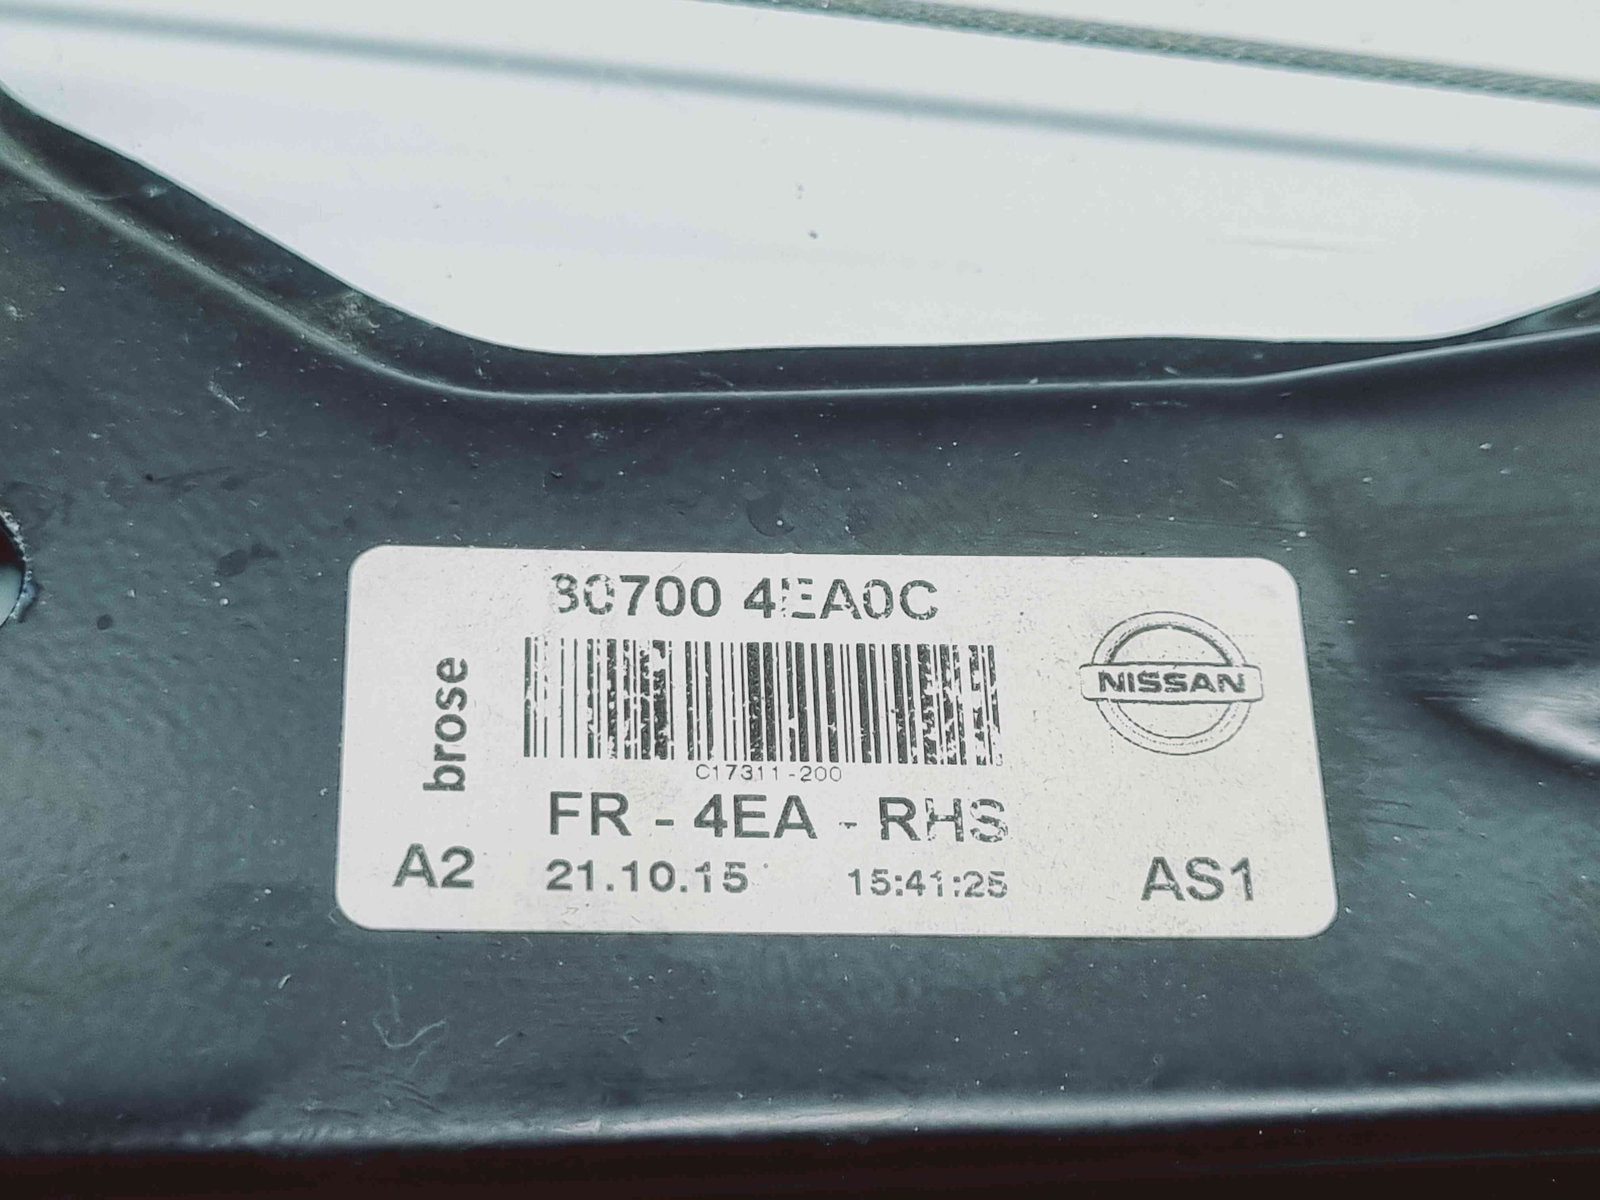 80700 4EA0C
brose
NISSAN
C17311-200
FR - 4EA - RHS
A2
21.10.15
15:41:25
AS1